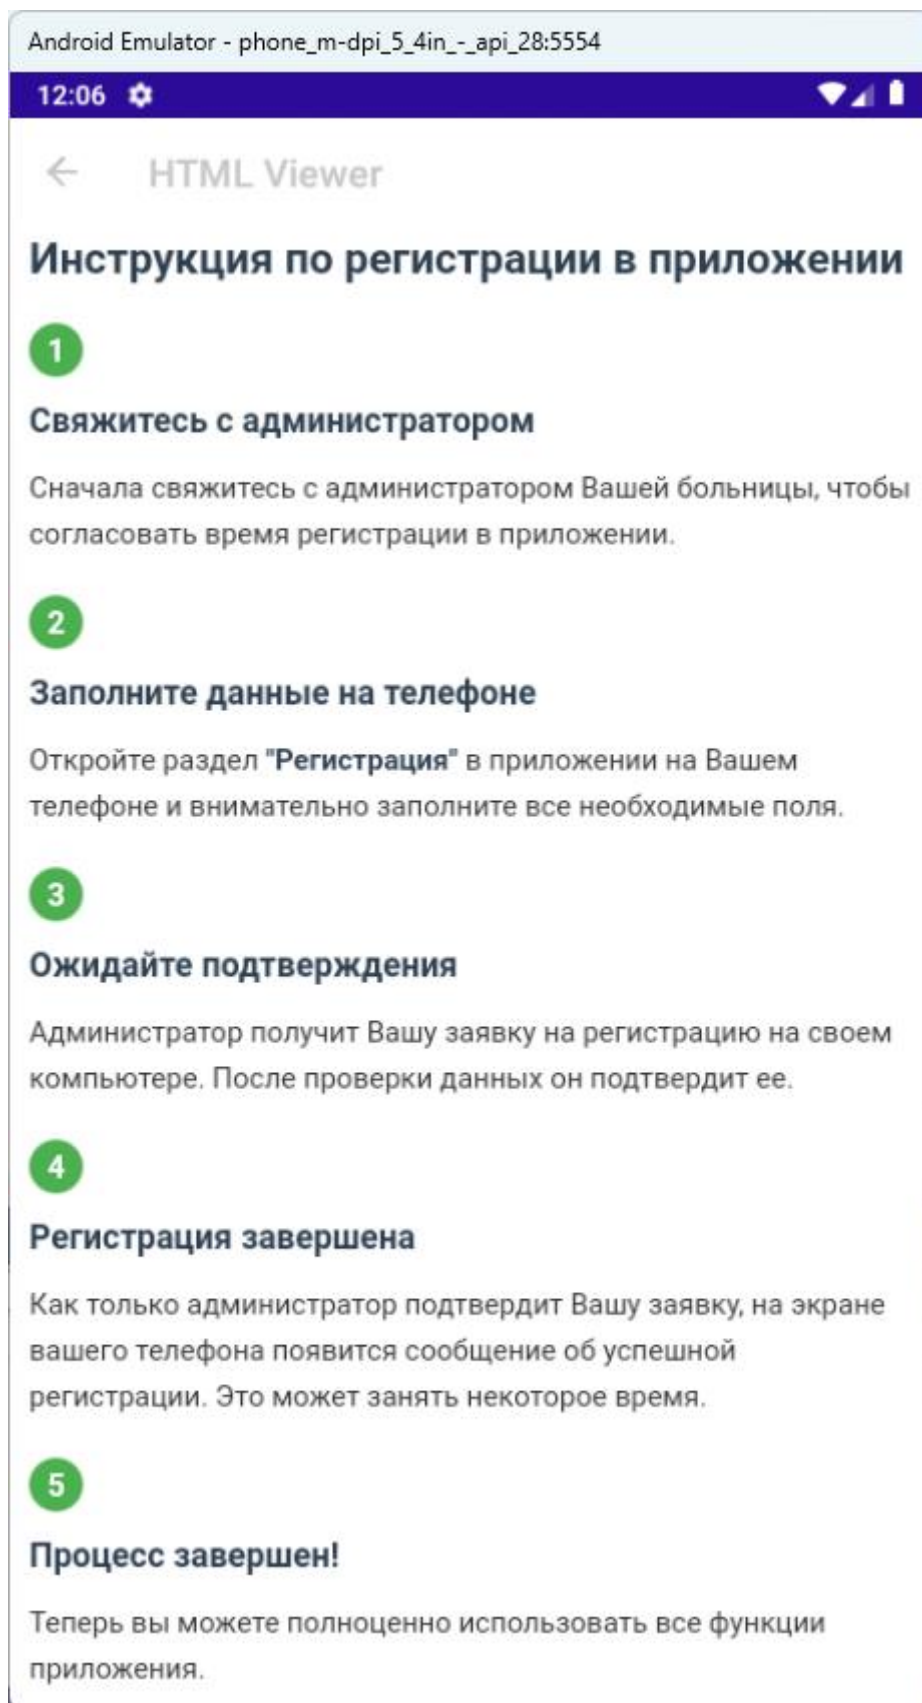 Android Emulator - phone_m-dpi_5_4in_-_api_28:5554
12:06
HTML Viewer
Инструкция по регистрации в приложении
1
Свяжитесь с администратором
Сначала свяжитесь с администратором Вашей больницы, чтобы
согласовать время регистрации в приложении.
2
Заполните данные на телефоне
Откройте раздел "Регистрация" в приложении на Вашем
телефоне и внимательно заполните все необходимые поля.
3
Ожидайте подтверждения
Администратор получит Вашу заявку на регистрацию на своем
компьютере. После проверки данных он подтвердит ее.
4
Регистрация завершена
Как только администратор подтвердит Вашу заявку, на экране
вашего телефона появится сообщение об успешной
регистрации. Это может занять некоторое время.
5
Процесс завершен!
Теперь вы можете полноценно использовать все функции
приложения.